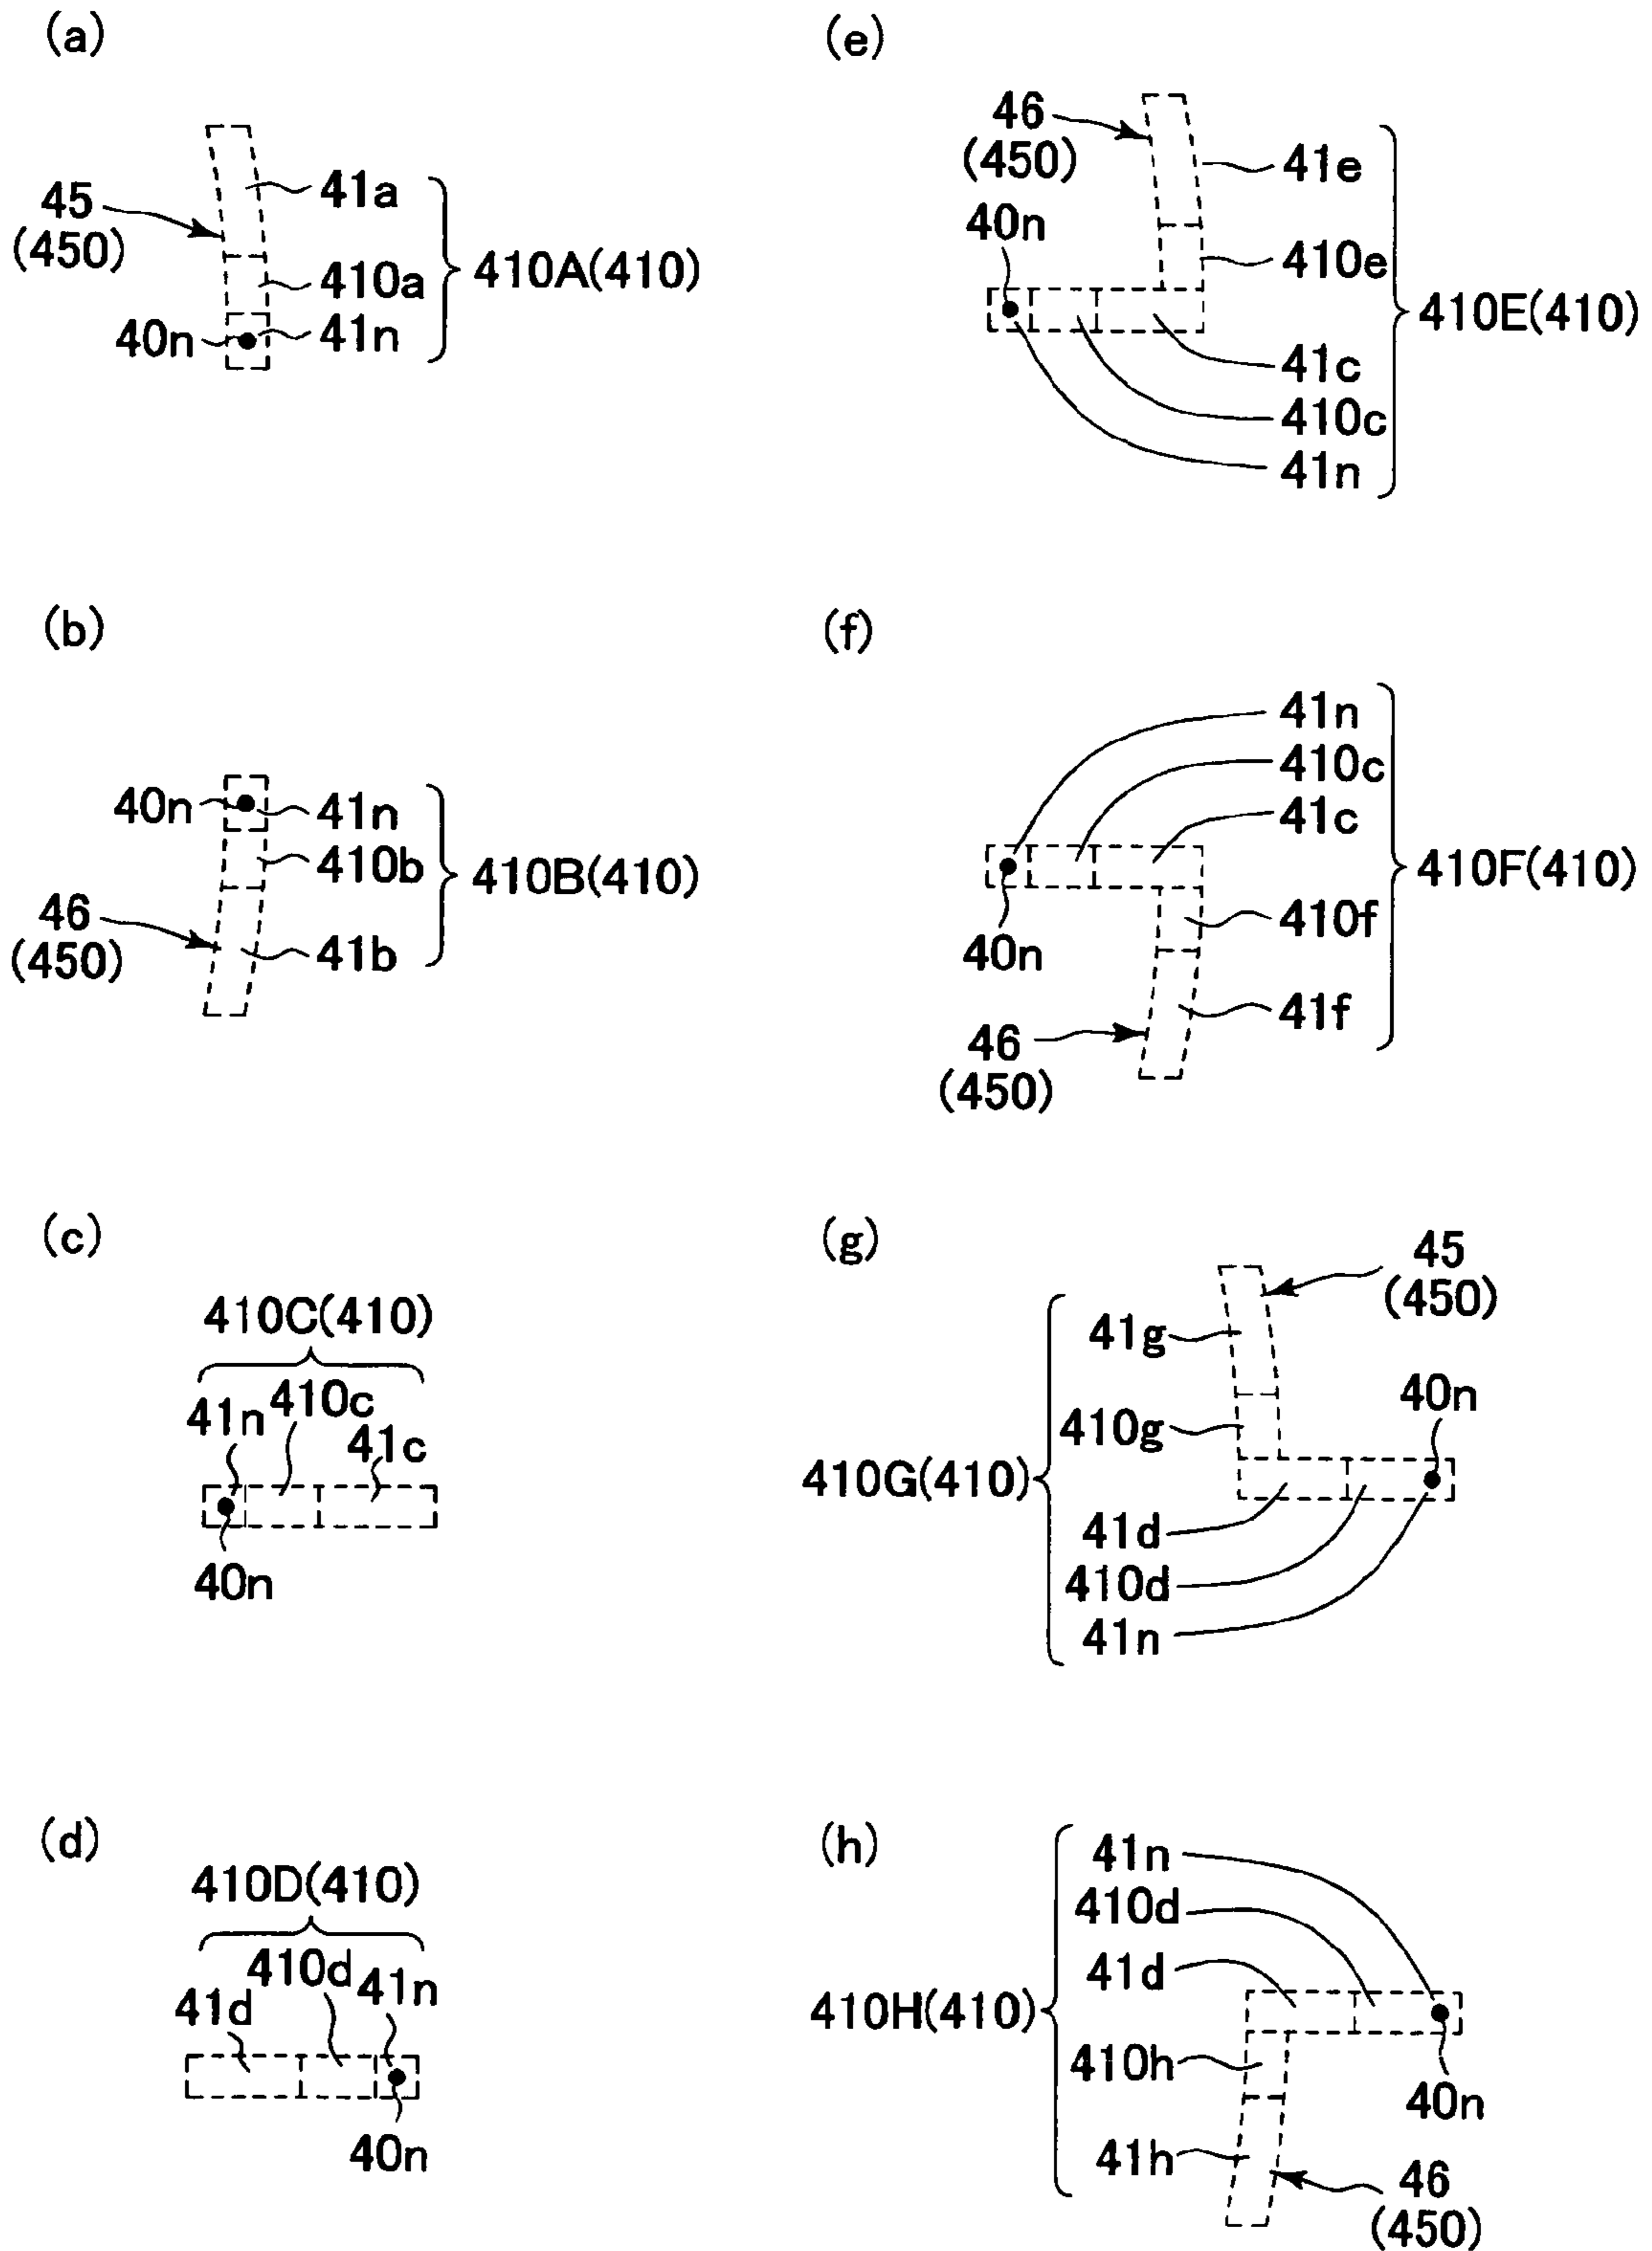 (a)
45
(450)
41a
410a
40n
41n
410A(410)
(b)
40n
41n
410b
46
(450)
41b
410B(410)
(c)
410C(410)
41n
410c
41c
40n
(d)
410D(410)
41d
410d
41n
40n
(e)
46
(450)
40n
41e
410e
41c
410c
41n
410E(410)
(f)
41n
410c
41c
40n
410f
46
(450)
41f
410F(410)
(g)
45
(450)
41g
410g
40n
410G(410)
41d
410d
41n
(h)
41n
410d
41d
410H(410)
410h
40n
41h
46
(450)